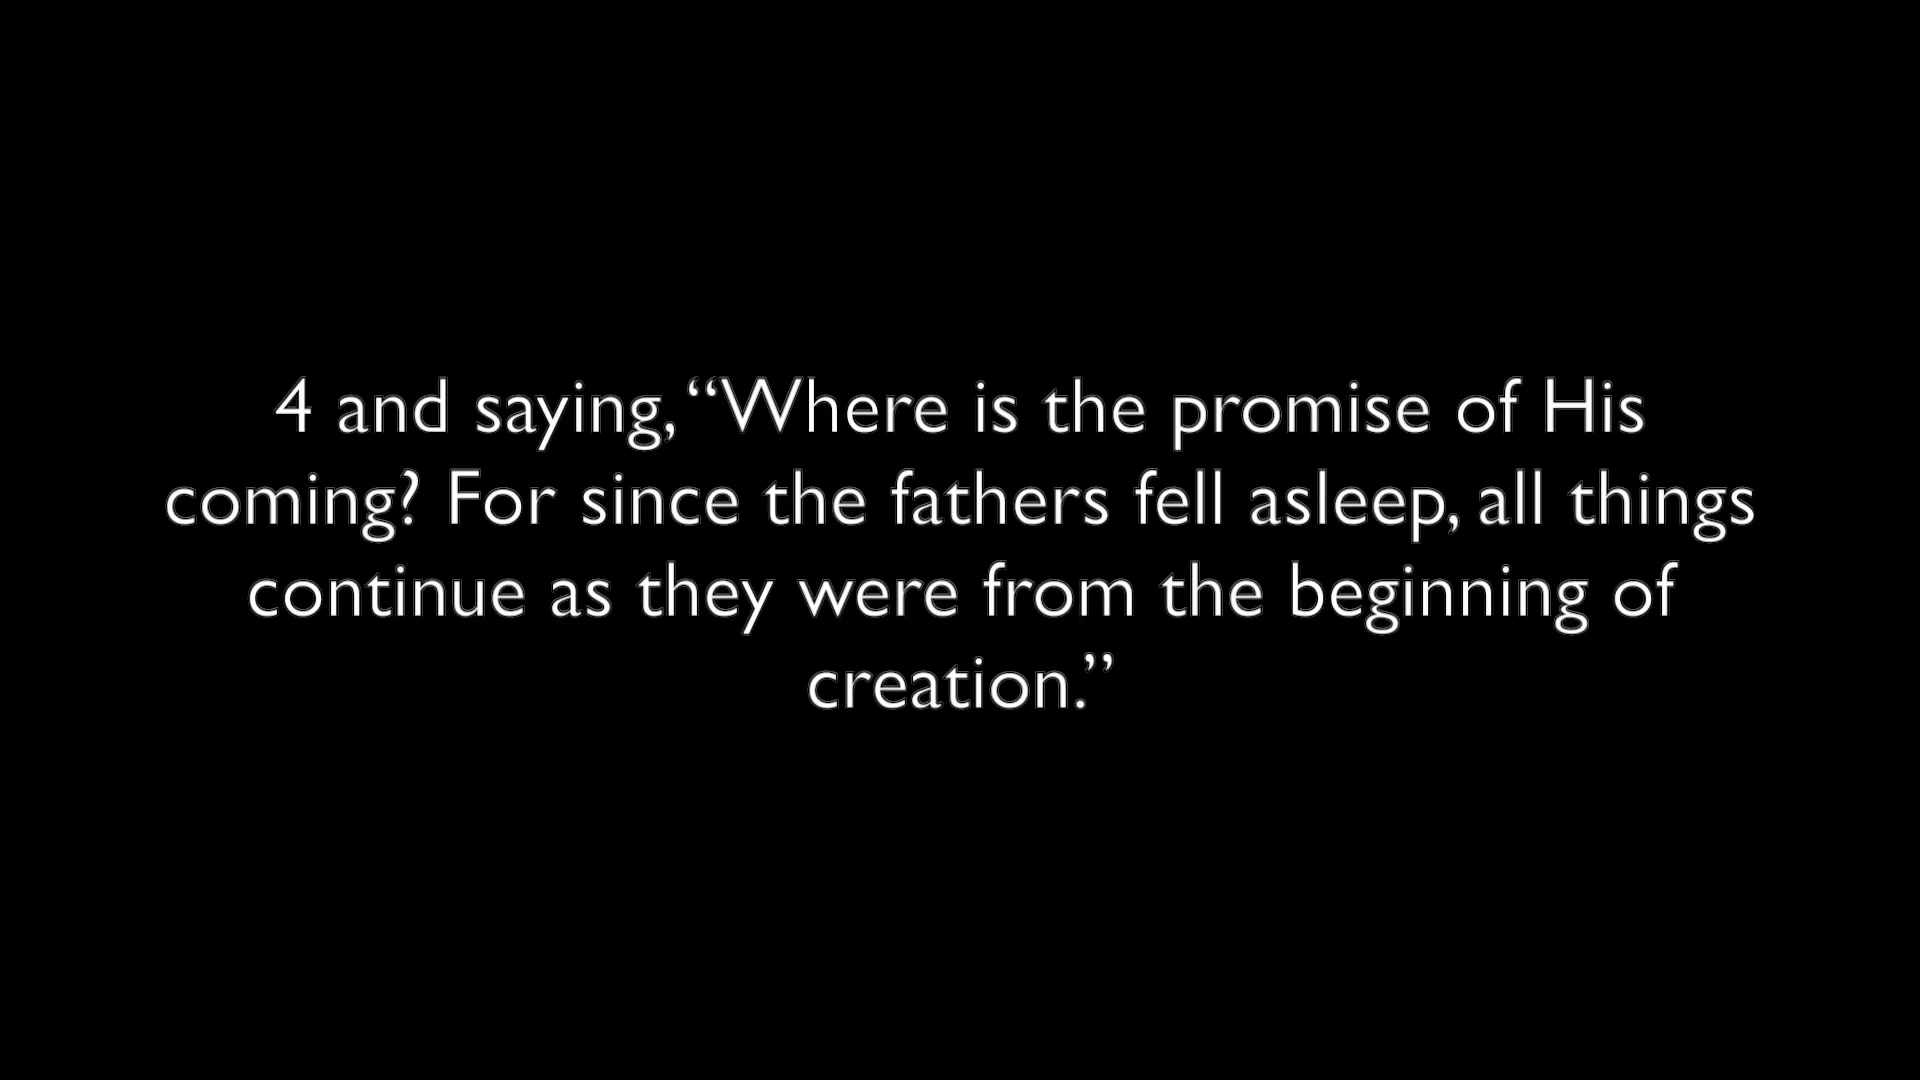 4 and saying, “Where is the promise of His
coming? For since the fathers fell asleep, all things
continue as they were from the beginning of
creation.”